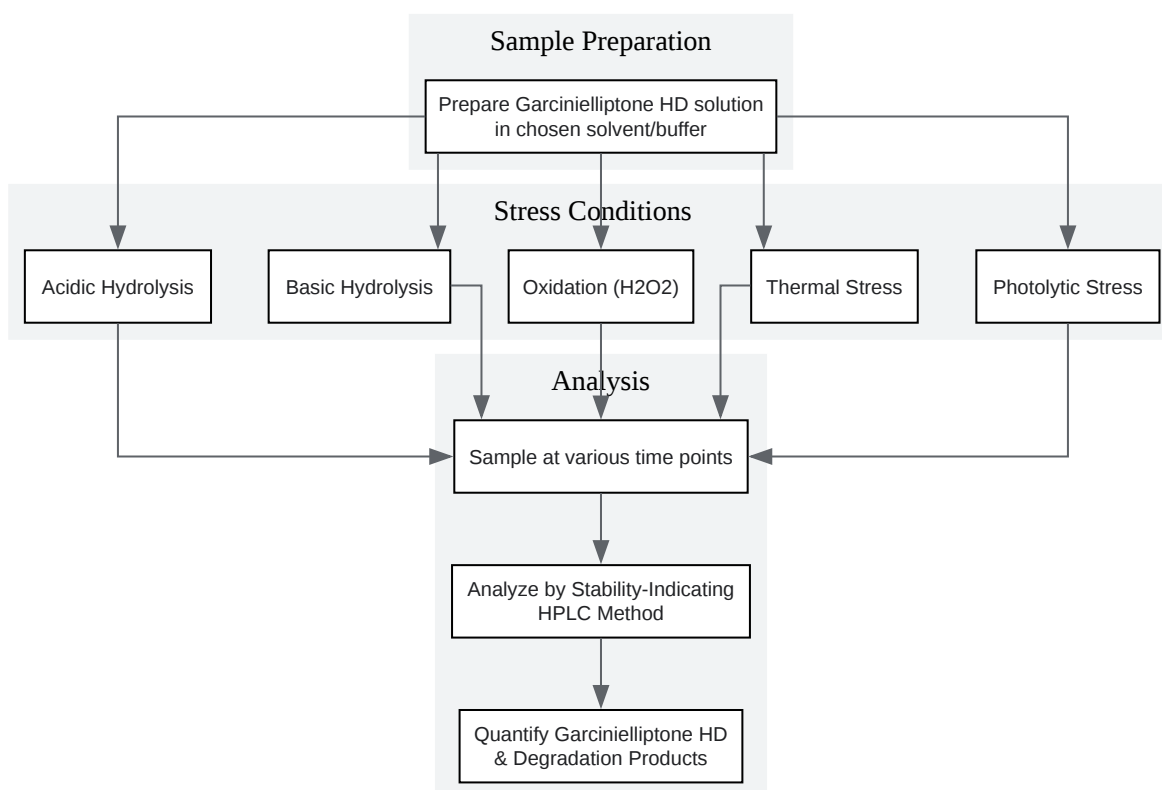 Sample Preparation
Prepare Garcinielliptone HD solution
in chosen solvent/buffer
Stress Conditions
Acidic Hydrolysis
Basic Hydrolysis
Oxidation (H2O2)
Thermal Stress
Photolytic Stress
Analysis
Sample at various time points
Analyze by Stability-Indicating
HPLC Method
Quantify Garcinielliptone HD
& Degradation Products